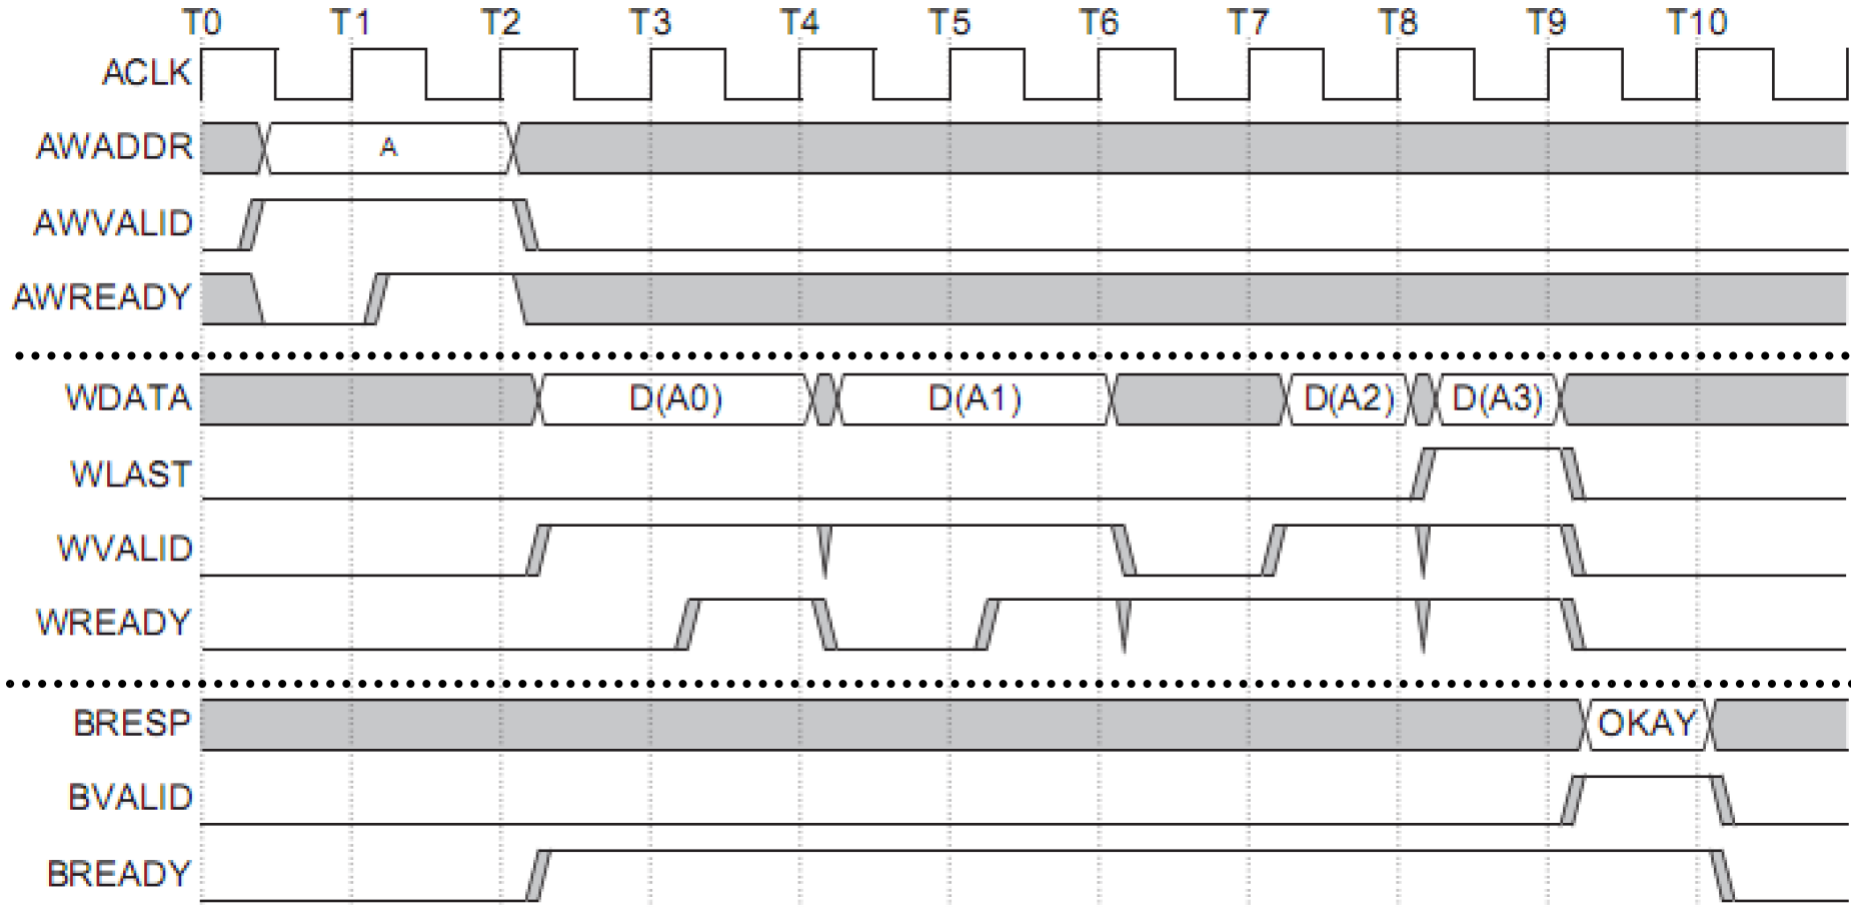 T0 T1 T2 T3 T4 T5 T6 T7 T8 T9 T10
ACLK
AWADDR A
AWVALID
AWREADY
WDATA D(A0) D(A1) D(A2) D(A3)
WLAST
WVALID
WREADY
BRESP OKAY
BVALID
BREADY